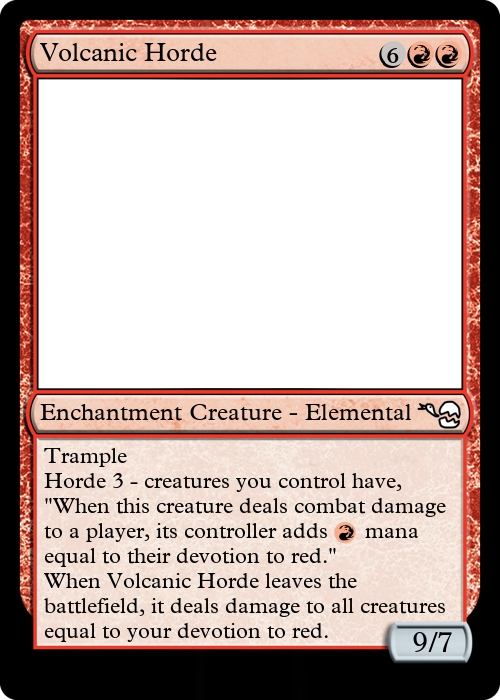 Volcanic Horde 6
Enchantment Creature - Elemental
Trample
Horde 3 - creatures you control have,
"When this creature deals combat damage
to a player, its controller adds mana
equal to their devotion to red."
When Volcanic Horde leaves the
battlefield, it deals damage to all creatures
equal to your devotion to red.
9/7